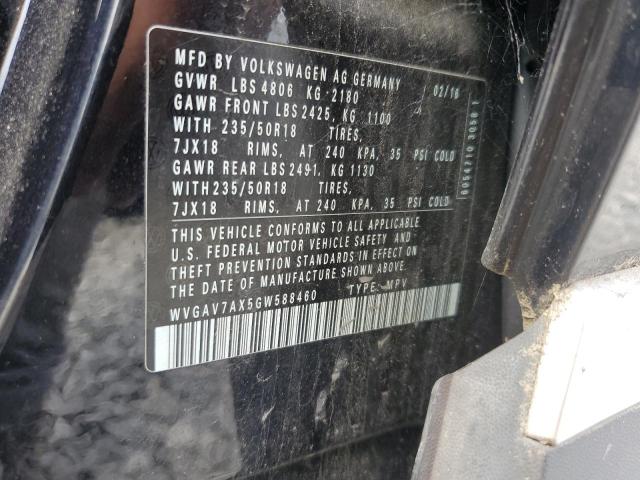 MFD BY VOLKSWAGEN AG GERMANY 02/16
GVWR LBS 4806 KG 2180
GAWR FRONT LBS 2425, KG 1100
WITH 235/50R18 TIRES,
7JX18 RIMS, AT 240 KPA, 35 PSI COLD
GAWR REAR LBS 2491, KG 1130
WITH 235/50R18 TIRES,
7JX18 RIMS, AT 240 KPA, 35 PSI COLD
THIS VEHICLE CONFORMS TO ALL APPLICABLE
U.S. FEDERAL MOTOR VEHICLE SAFETY AND
THEFT PREVENTION STANDARDS IN EFFECT ON
THE DATE OF MANUFACTURE SHOWN ABOVE.
WVGAV7AX5GW588460 TYPE: MPV